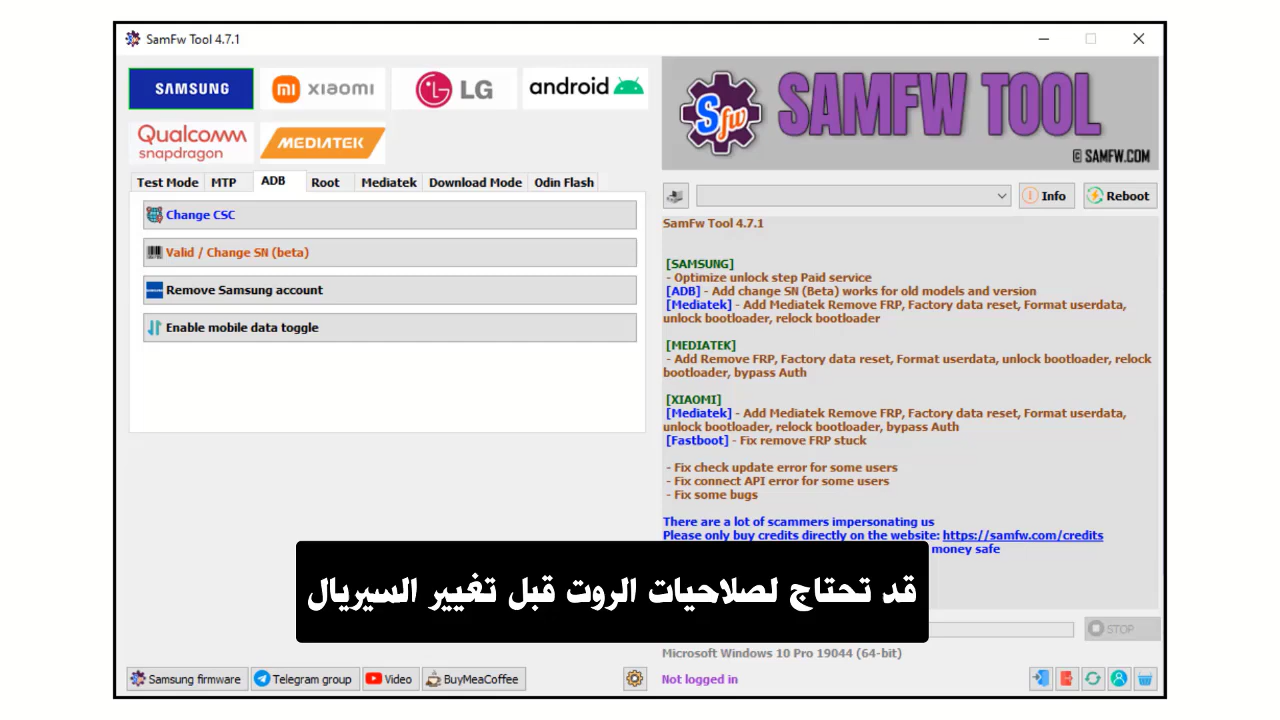 SamFw Tool 4.7.1
SAMSUNG
xiaomi
LG
android
Qualcomm
snapdragon
MEDIATEK
Test Mode
MTP
ADB
Root
Mediatek
Download Mode
Odin Flash
Change CSC
Valid / Change SN (beta)
Remove Samsung account
Enable mobile data toggle
Sfw
SAMFW TOOL
© SAMFW.COM
Info
Reboot
SamFw Tool 4.7.1
[SAMSUNG]
- Optimize unlock step Paid service
[ADB] - Add change SN (Beta) works for old models and version
[Mediatek] - Add Mediatek Remove FRP, Factory data reset, Format userdata,
unlock bootloader, relock bootloader
[MEDIATEK]
- Add Remove FRP, Factory data reset, Format userdata, unlock bootloader, relock
bootloader, bypass Auth
[XIAOMI]
[Mediatek] - Add Mediatek Remove FRP, Factory data reset, Format userdata,
unlock bootloader, relock bootloader, bypass Auth
[Fastboot] - Fix remove FRP stuck
- Fix check update error for some users
- Fix connect API error for some users
- Fix some bugs
There are a lot of scammers impersonating us
Please only buy credits directly on the website: https://samfw.com/credits
money safe
قد تحتاج لصلاحيات الروت قبل تغيير السيريال
STOP
Microsoft Windows 10 Pro 19044 (64-bit)
Samsung firmware
Telegram group
Video
BuyMeaCoffee
Not logged in